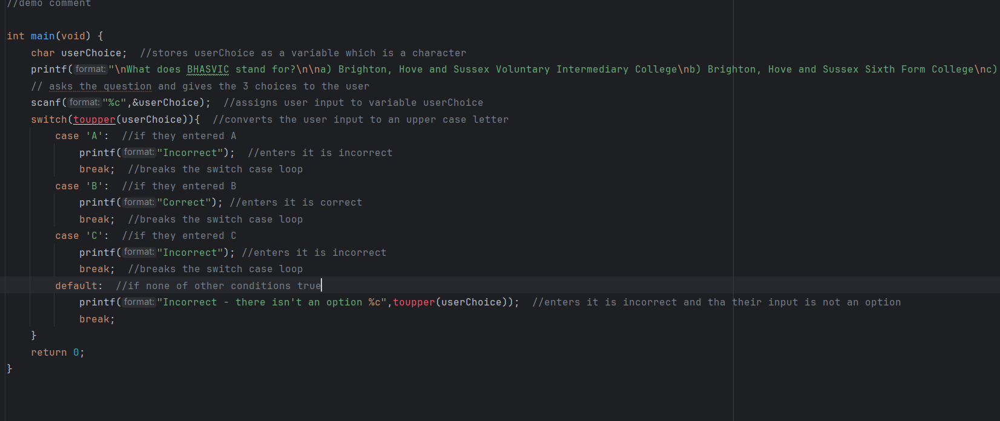 //demo comment
int main(void) {
char userChoice;  //stores userChoice as a variable which is a character
printf(format:"\nWhat does BHASVIC stand for?\n\na) Brighton, Hove and Sussex Voluntary Intermediary College\nb) Brighton, Hove and Sussex Sixth Form College\nc)
// asks the question and gives the 3 choices to the user
scanf(format:"%c",&userChoice);  //assigns user input to variable userChoice
switch(toupper(userChoice)){  //converts the user input to an upper case letter
case 'A':  //if they entered A
printf(format:"Incorrect");  //enters it is incorrect
break;  //breaks the switch case loop
case 'B':  //if they entered B
printf(format:"Correct"); //enters it is correct
break;  //breaks the switch case loop
case 'C':  //if they entered C
printf(format:"Incorrect"); //enters it is incorrect
break;  //breaks the switch case loop
default:  //if none of other conditions true
printf(format:"Incorrect - there isn't an option %c",toupper(userChoice));  //enters it is incorrect and tha their input is not an option
break;
}
return 0;
}